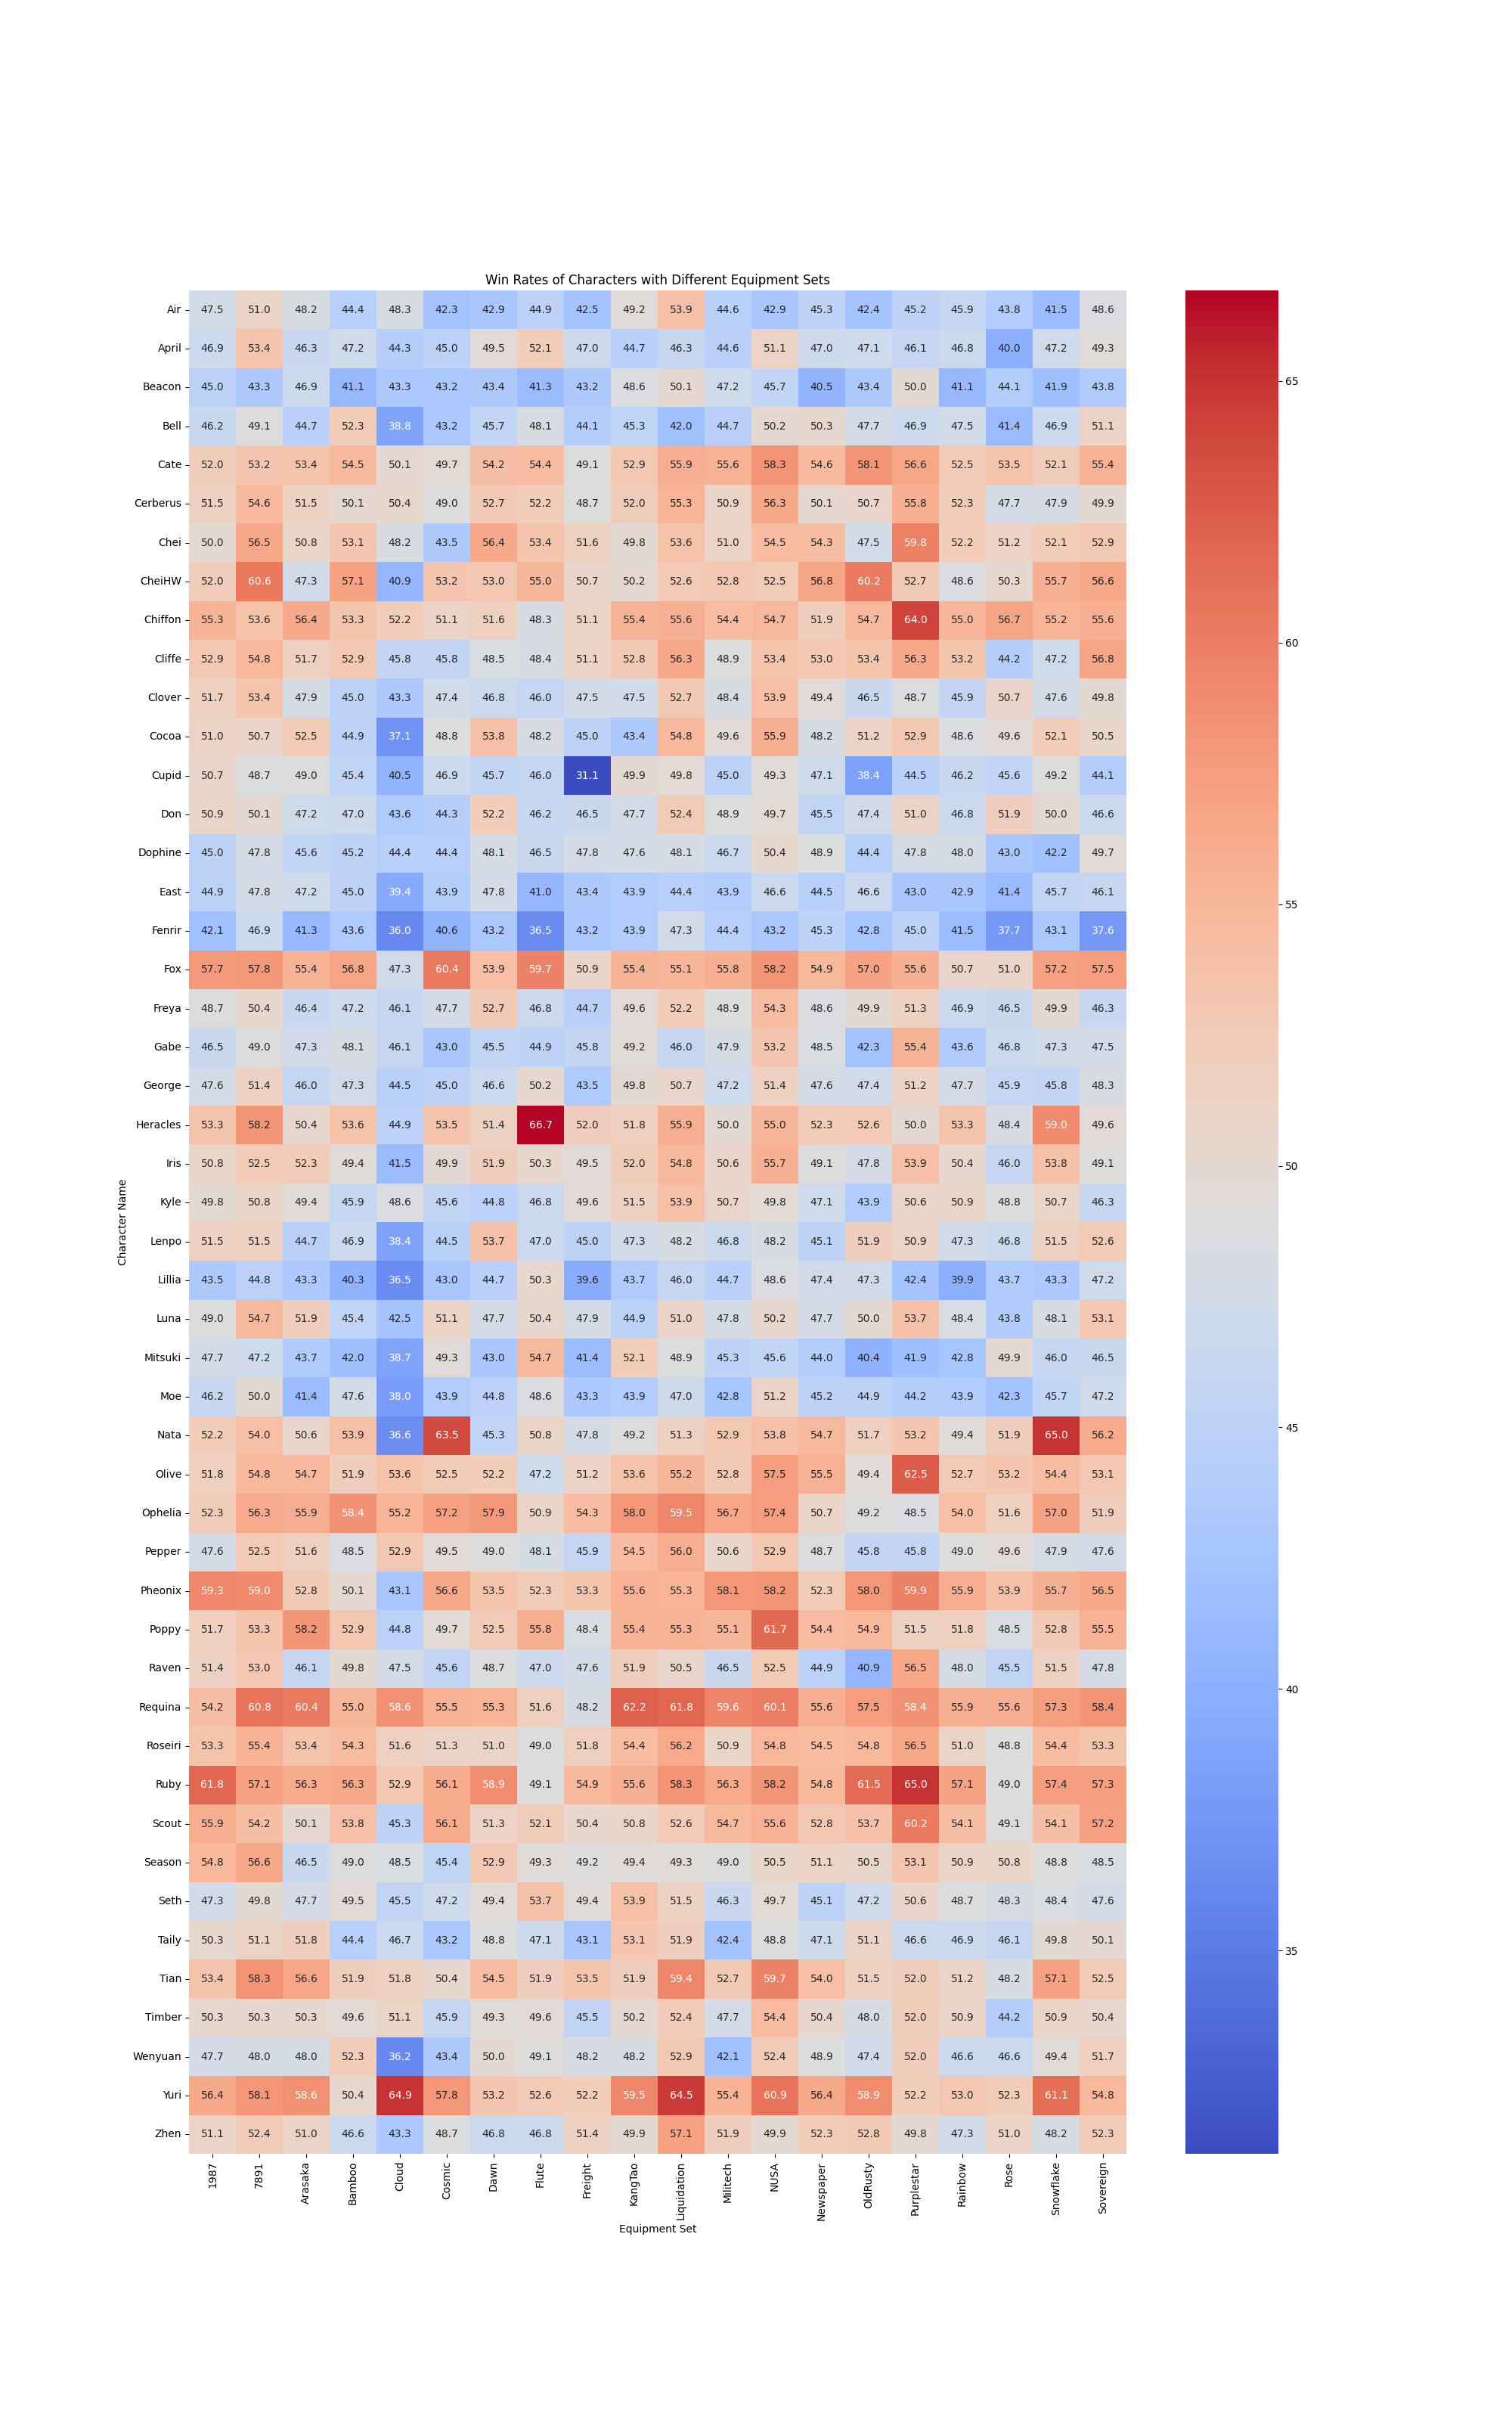 Win Rates of Characters with Different Equipment Sets
Air 47.5 51.0 48.2 44.4 48.3 42.3 42.9 44.9 42.5 49.2 53.9 44.6 42.9 45.3 42.4 45.2 45.9 43.8 41.5 48.6
April 46.9 53.4 46.3 47.2 44.3 45.0 49.5 52.1 47.0 44.7 46.3 44.6 51.1 47.0 47.1 46.1 46.8 40.0 47.2 49.3
Beacon 45.0 43.3 46.9 41.1 43.3 43.2 43.4 41.3 43.2 48.6 50.1 47.2 45.7 40.5 43.4 50.0 41.1 44.1 41.9 43.8
Bell 46.2 49.1 44.7 52.3 38.8 43.2 45.7 48.1 44.1 45.3 42.0 44.7 50.2 50.3 47.7 46.9 47.5 41.4 46.9 51.1
Cate 52.0 53.2 53.4 54.5 50.1 49.7 54.2 54.4 49.1 52.9 55.9 55.6 58.3 54.6 58.1 56.6 52.5 53.5 52.1 55.4
Cerberus 51.5 54.6 51.5 50.1 50.4 49.0 52.7 52.2 48.7 52.0 55.3 50.9 56.3 50.1 50.7 55.8 52.3 47.7 47.9 49.9
Chei 50.0 56.5 50.8 53.1 48.2 43.5 56.4 53.4 51.6 49.8 53.6 51.0 54.5 54.3 47.5 59.8 52.2 51.2 52.1 52.9
CheiHW 52.0 60.6 47.3 57.1 40.9 53.2 53.0 55.0 50.7 50.2 52.6 52.8 52.5 56.8 60.2 52.7 48.6 50.3 55.7 56.6
Chiffon 55.3 53.6 56.4 53.3 52.2 51.1 51.6 48.3 51.1 55.4 55.6 54.4 54.7 51.9 54.7 64.0 55.0 56.7 55.2 55.6
Cliffe 52.9 54.8 51.7 52.9 45.8 45.8 48.5 48.4 51.1 52.8 56.3 48.9 53.4 53.0 53.4 56.3 53.2 44.2 47.2 56.8
Clover 51.7 53.4 47.9 45.0 43.3 47.4 46.8 46.0 47.5 47.5 52.7 48.4 53.9 49.4 46.5 48.7 45.9 50.7 47.6 49.8
Cocoa 51.0 50.7 52.5 44.9 37.1 48.8 53.8 48.2 45.0 43.4 54.8 49.6 55.9 48.2 51.2 52.9 48.6 49.6 52.1 50.5
Cupid 50.7 48.7 49.0 45.4 40.5 46.9 45.7 46.0 31.1 49.9 49.8 45.0 49.3 47.1 38.4 44.5 46.2 45.6 49.2 44.1
Don 50.9 50.1 47.2 47.0 43.6 44.3 52.2 46.2 46.5 47.7 52.4 48.9 49.7 45.5 47.4 51.0 46.8 51.9 50.0 46.6
Dophine 45.0 47.8 45.6 45.2 44.4 44.4 48.1 46.5 47.8 47.6 48.1 46.7 50.4 48.9 44.4 47.8 48.0 43.0 42.2 49.7
East 44.9 47.8 47.2 45.0 39.4 43.9 47.8 41.0 43.4 43.9 44.4 43.9 46.6 44.5 46.6 43.0 42.9 41.4 45.7 46.1
Fenrir 42.1 46.9 41.3 43.6 36.0 40.6 43.2 36.5 43.2 43.9 47.3 44.4 43.2 45.3 42.8 45.0 41.5 37.7 43.1 37.6
Fox 57.7 57.8 55.4 56.8 47.3 60.4 53.9 59.7 50.9 55.4 55.1 55.8 58.2 54.9 57.0 55.6 50.7 51.0 57.2 57.5
Freya 48.7 50.4 46.4 47.2 46.1 47.7 52.7 46.8 44.7 49.6 52.2 48.9 54.3 48.6 49.9 51.3 46.9 46.5 49.9 46.3
Gabe 46.5 49.0 47.3 48.1 46.1 43.0 45.5 44.9 45.8 49.2 46.0 47.9 53.2 48.5 42.3 55.4 43.6 46.8 47.3 47.5
George 47.6 51.4 46.0 47.3 44.5 45.0 46.6 50.2 43.5 49.8 50.7 47.2 51.4 47.6 47.4 51.2 47.7 45.9 45.8 48.3
Heracles 53.3 58.2 50.4 53.6 44.9 53.5 51.4 66.7 52.0 51.8 55.9 50.0 55.0 52.3 52.6 50.0 53.3 48.4 59.0 49.6
Iris 50.8 52.5 52.3 49.4 41.5 49.9 51.9 50.3 49.5 52.0 54.8 50.6 55.7 49.1 47.8 53.9 50.4 46.0 53.8 49.1
Kyle 49.8 50.8 49.4 45.9 48.6 45.6 44.8 46.8 49.6 51.5 53.9 50.7 49.8 47.1 43.9 50.6 50.9 48.8 50.7 46.3
Lenpo 51.5 51.5 44.7 46.9 38.4 44.5 53.7 47.0 45.0 47.3 48.2 46.8 48.2 45.1 51.9 50.9 47.3 46.8 51.5 52.6
Lillia 43.5 44.8 43.3 40.3 36.5 43.0 44.7 50.3 39.6 43.7 46.0 44.7 48.6 47.4 47.3 42.4 39.9 43.7 43.3 47.2
Luna 49.0 54.7 51.9 45.4 42.5 51.1 47.7 50.4 47.9 44.9 51.0 47.8 50.2 47.7 50.0 53.7 48.4 43.8 48.1 53.1
Mitsuki 47.7 47.2 43.7 42.0 38.7 49.3 43.0 54.7 41.4 52.1 48.9 45.3 45.6 44.0 40.4 41.9 42.8 49.9 46.0 46.5
Moe 46.2 50.0 41.4 47.6 38.0 43.9 44.8 48.6 43.3 43.9 47.0 42.8 51.2 45.2 44.9 44.2 43.9 42.3 45.7 47.2
Nata 52.2 54.0 50.6 53.9 36.6 63.5 45.3 50.8 47.8 49.2 51.3 52.9 53.8 54.7 51.7 53.2 49.4 51.9 65.0 56.2
Olive 51.8 54.8 54.7 51.9 53.6 52.5 52.2 47.2 51.2 53.6 55.2 52.8 57.5 55.5 49.4 62.5 52.7 53.2 54.4 53.1
Ophelia 52.3 56.3 55.9 58.4 55.2 57.2 57.9 50.9 54.3 58.0 59.5 56.7 57.4 50.7 49.2 48.5 54.0 51.6 57.0 51.9
Pepper 47.6 52.5 51.6 48.5 52.9 49.5 49.0 48.1 45.9 54.5 56.0 50.6 52.9 48.7 45.8 45.8 49.0 49.6 47.9 47.6
Pheonix 59.3 59.0 52.8 50.1 43.1 56.6 53.5 52.3 53.3 55.6 55.3 58.1 58.2 52.3 58.0 59.9 55.9 53.9 55.7 56.5
Poppy 51.7 53.3 58.2 52.9 44.8 49.7 52.5 55.8 48.4 55.4 55.3 55.1 61.7 54.4 54.9 51.5 51.8 48.5 52.8 55.5
Raven 51.4 53.0 46.1 49.8 47.5 45.6 48.7 47.0 47.6 51.9 50.5 46.5 52.5 44.9 40.9 56.5 48.0 45.5 51.5 47.8
Requina 54.2 60.8 60.4 55.0 58.6 55.5 55.3 51.6 48.2 62.2 61.8 59.6 60.1 55.6 57.5 58.4 55.9 55.6 57.3 58.4
Roseiri 53.3 55.4 53.4 54.3 51.6 51.3 51.0 49.0 51.8 54.4 56.2 50.9 54.8 54.5 54.8 56.5 51.0 48.8 54.4 53.3
Ruby 61.8 57.1 56.3 56.3 52.9 56.1 58.9 49.1 54.9 55.6 58.3 56.3 58.2 54.8 61.5 65.0 57.1 49.0 57.4 57.3
Scout 55.9 54.2 50.1 53.8 45.3 56.1 51.3 52.1 50.4 50.8 52.6 54.7 55.6 52.8 53.7 60.2 54.1 49.1 54.1 57.2
Season 54.8 56.6 46.5 49.0 48.5 45.4 52.9 49.3 49.2 49.4 49.3 49.0 50.5 51.1 50.5 53.1 50.9 50.8 48.8 48.5
Seth 47.3 49.8 47.7 49.5 45.5 47.2 49.4 53.7 49.4 53.9 51.5 46.3 49.7 45.1 47.2 50.6 48.7 48.3 48.4 47.6
Taily 50.3 51.1 51.8 44.4 46.7 43.2 48.8 47.1 43.1 53.1 51.9 42.4 48.8 47.1 51.1 46.6 46.9 46.1 49.8 50.1
Tian 53.4 58.3 56.6 51.9 51.8 50.4 54.5 51.9 53.5 51.9 59.4 52.7 59.7 54.0 51.5 52.0 51.2 48.2 57.1 52.5
Timber 50.3 50.3 50.3 49.6 51.1 45.9 49.3 49.6 45.5 50.2 52.4 47.7 54.4 50.4 48.0 52.0 50.9 44.2 50.9 50.4
Wenyuan 47.7 48.0 48.0 52.3 36.2 43.4 50.0 49.1 48.2 48.2 52.9 42.1 52.4 48.9 47.4 52.0 46.6 46.6 49.4 51.7
Yuri 56.4 58.1 58.6 50.4 64.9 57.8 53.2 52.6 52.2 59.5 64.5 55.4 60.9 56.4 58.9 52.2 53.0 52.3 61.1 54.8
Zhen 51.1 52.4 51.0 46.6 43.3 48.7 46.8 46.8 51.4 49.9 57.1 51.9 49.9 52.3 52.8 49.8 47.3 51.0 48.2 52.3
1987 7891 Arasaka Bamboo Cloud Cosmic Dawn Flute Freight KangTao Liquidation Militech NUSA Newspaper OldRusty Purplestar Rainbow Rose Snowflake Sovereign
Equipment Set
Character Name
65
60
55
50
45
40
35